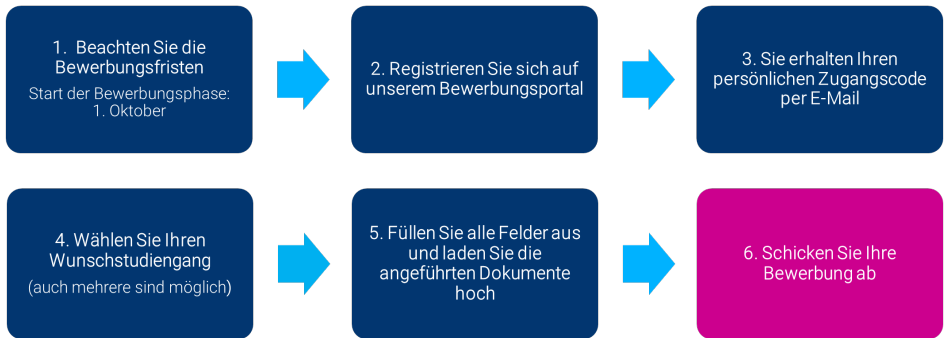 1. Beachten Sie die
Bewerbungsfristen
Start der Bewerbungsphase:
1. Oktober
2. Registrieren Sie sich auf
unserem Bewerbungsportal
3. Sie erhalten Ihren
persönlichen Zugangscode
per E-Mail
4. Wählen Sie Ihren
Wunschstudiengang
(auch mehrere sind möglich)
5. Füllen Sie alle Felder aus
und laden Sie die
angeführten Dokumente
hoch
6. Schicken Sie Ihre
Bewerbung ab